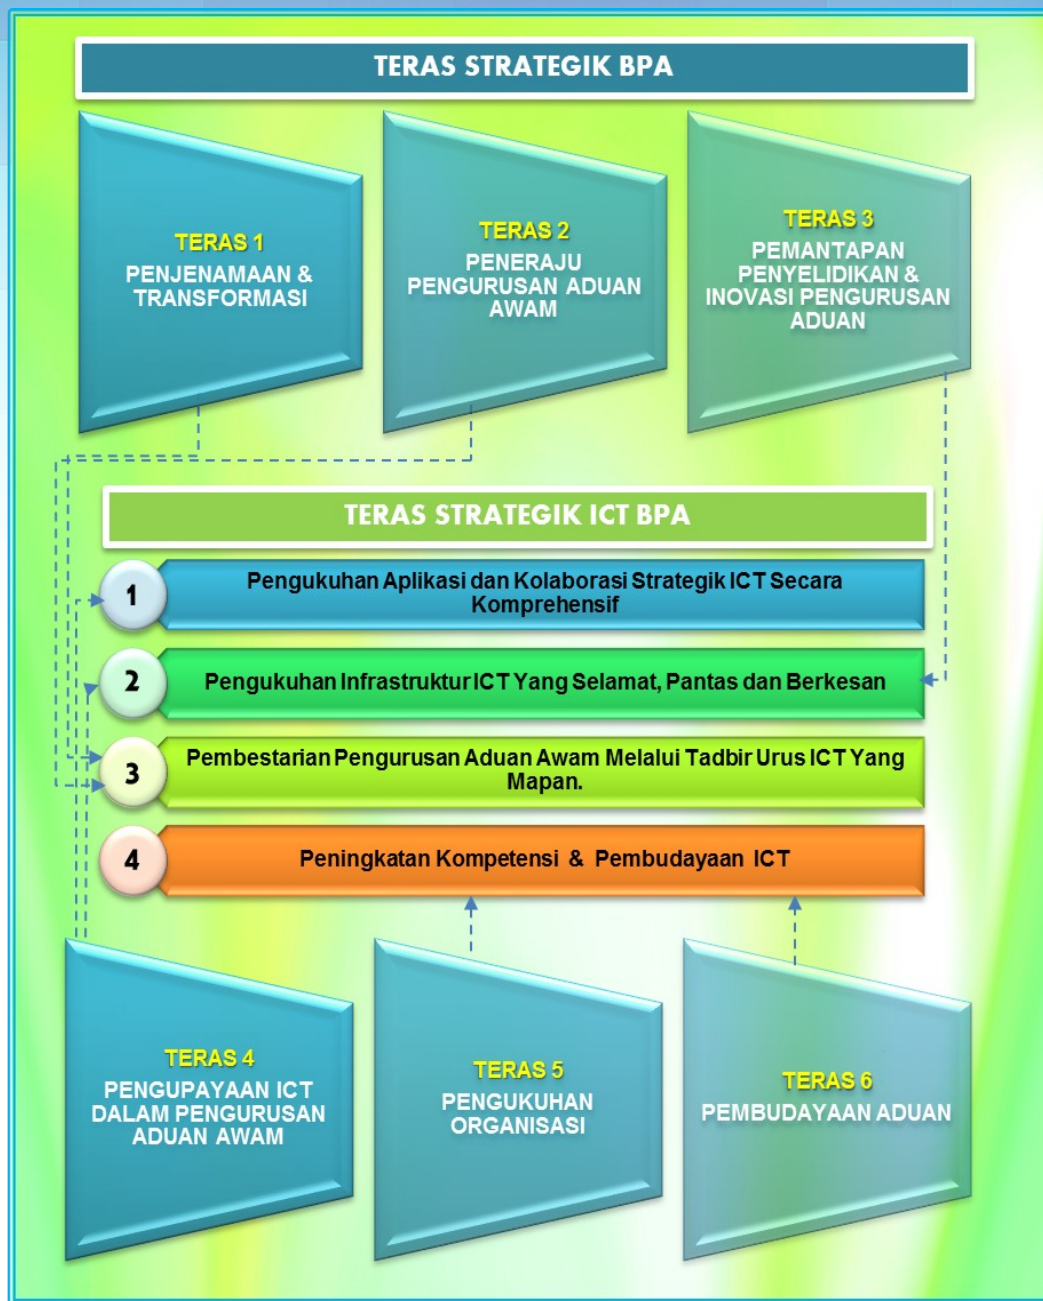 TERAS STRATEGIK BPA
TERAS 1
PENJENAMAAN &
TRANSFORMASI
TERAS 2
PENERAJU
PENGURUSAN ADUAN
AWAM
TERAS 3
PEMANTAPAN
PENYELIDIKAN &
INOVASI PENGURUSAN
ADUAN
TERAS STRATEGIK ICT BPA
1
Pengukuhan Aplikasi dan Kolaborasi Strategik ICT Secara
Komprehensif
2
Pengukuhan Infrastruktur ICT Yang Selamat, Pantas dan Berkesan
3
Pembestarian Pengurusan Aduan Awam Melalui Tadbir Urus ICT Yang
Mapan.
4
Peningkatan Kompetensi & Pembudayaan ICT
TERAS 4
PENGUPAYAAN ICT
DALAM PENGURUSAN
ADUAN AWAM
TERAS 5
PENGUKUHAN
ORGANISASI
TERAS 6
PEMBUDAYAAN ADUAN